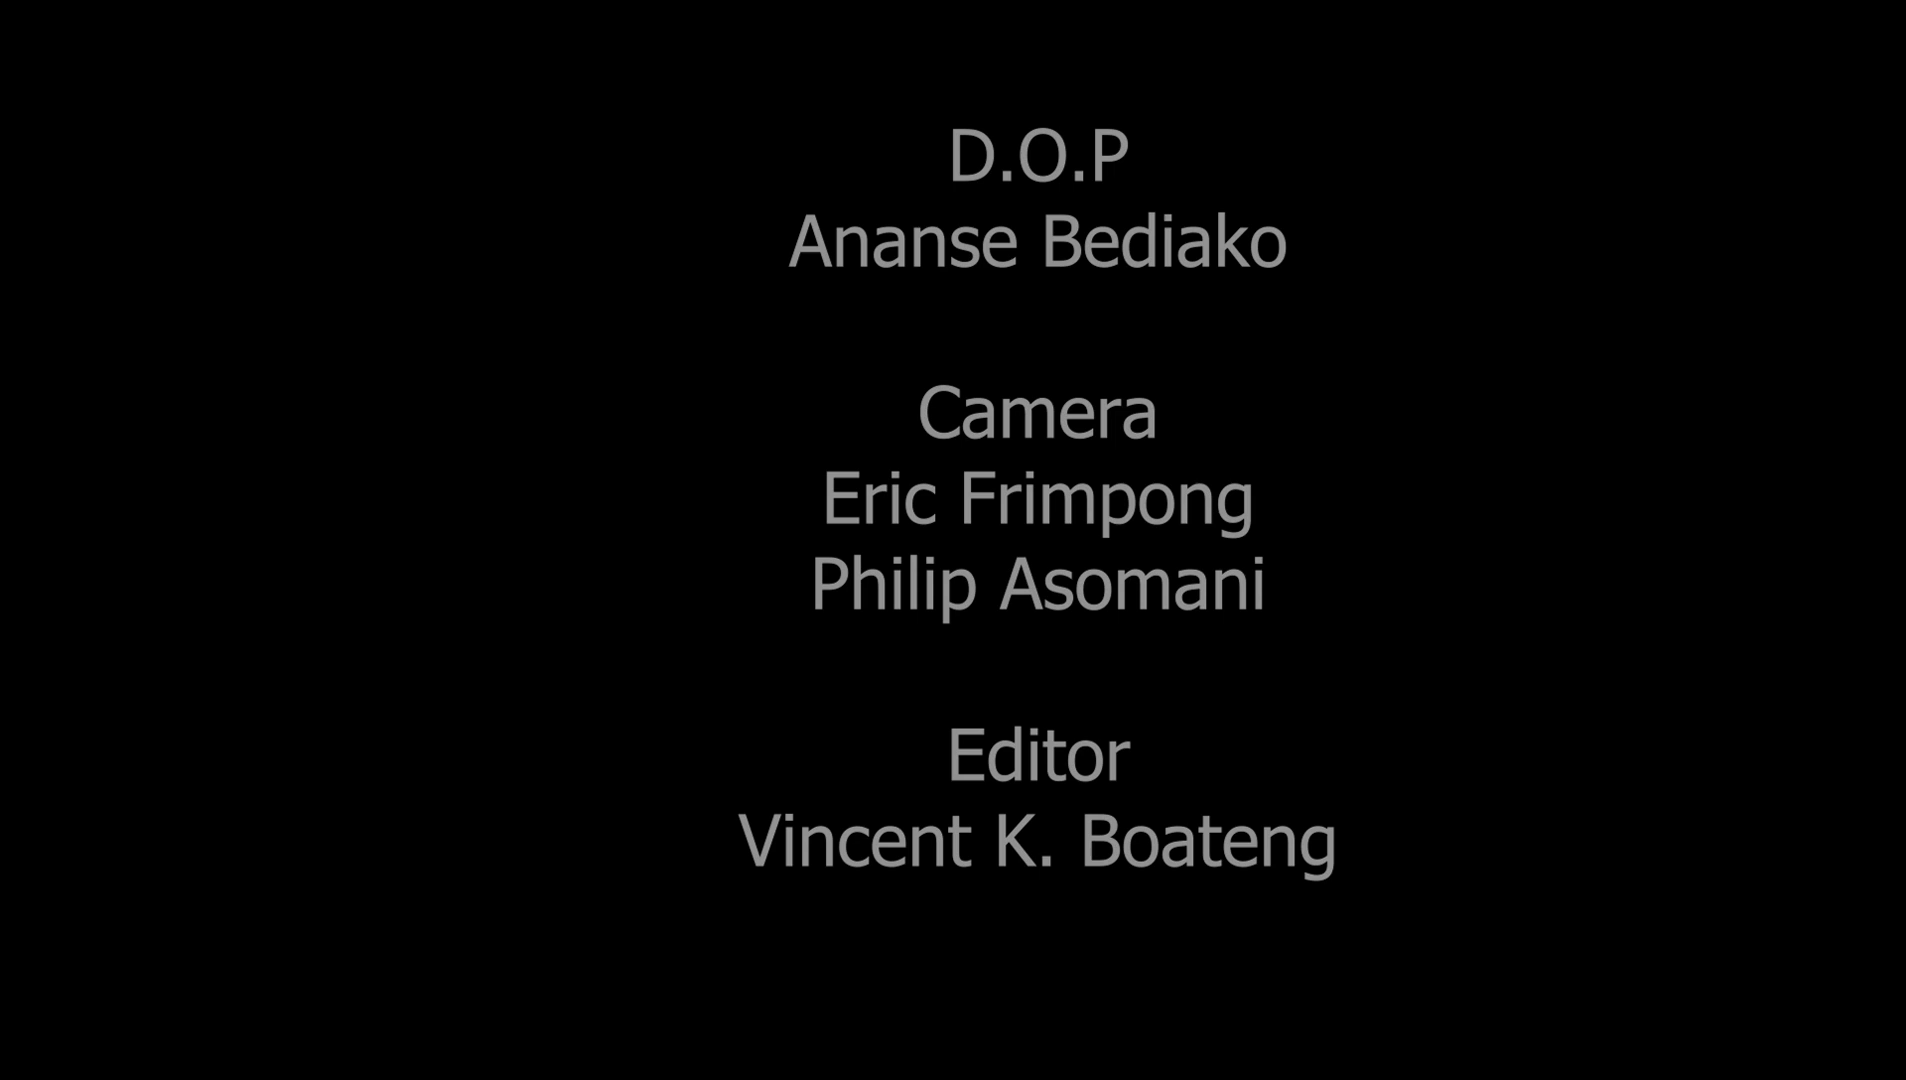 D.O.P
Ananse Bediako
Camera
Eric Frimpong
Philip Asomani
Editor
Vincent K. Boateng